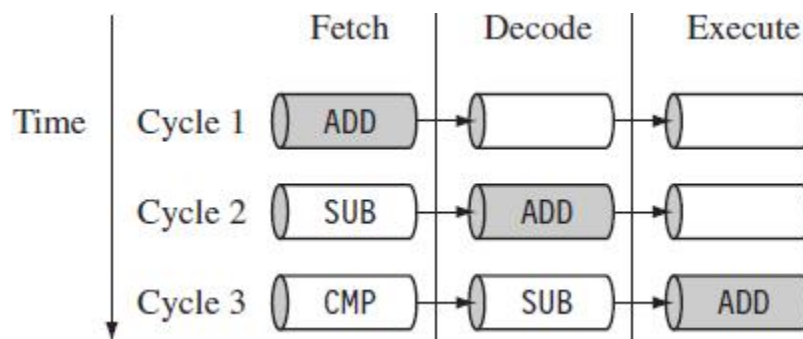 Fetch Decode Execute
Time Cycle 1 ADD
Cycle 2 SUB ADD
Cycle 3 CMP SUB ADD